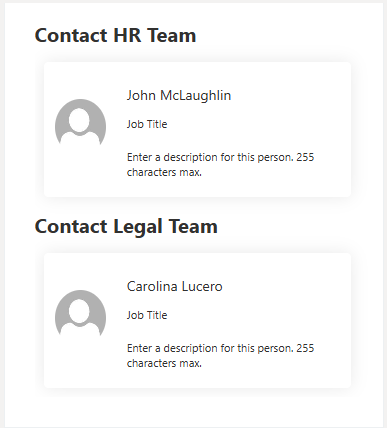 Contact HR Team
John McLaughlin
Job Title
Enter a description for this person. 255
characters max.
Contact Legal Team
Carolina Lucero
Job Title
Enter a description for this person. 255
characters max.